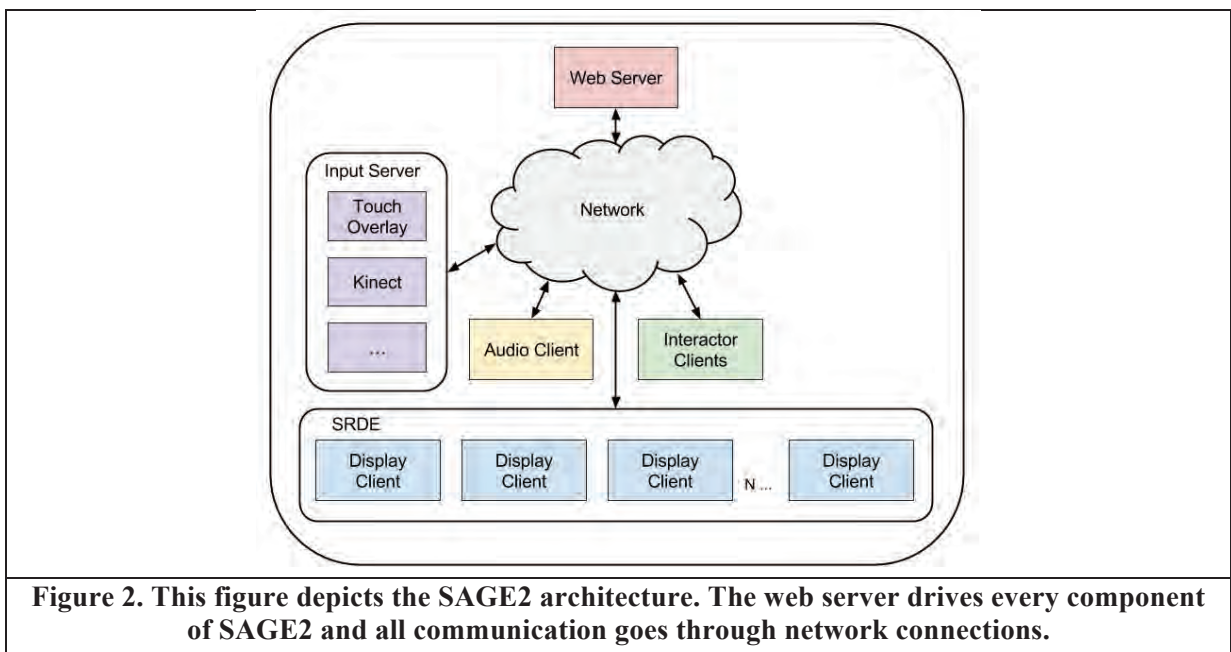 Web Server
Input Server
Touch
Overlay
Kinect
...
Network
Audio Client
Interactor
Clients
SRDE
Display
Client
Display
Client
Display
Client
N ...
Display
Client
Figure 2. This figure depicts the SAGE2 architecture. The web server drives every component
of SAGE2 and all communication goes through network connections.